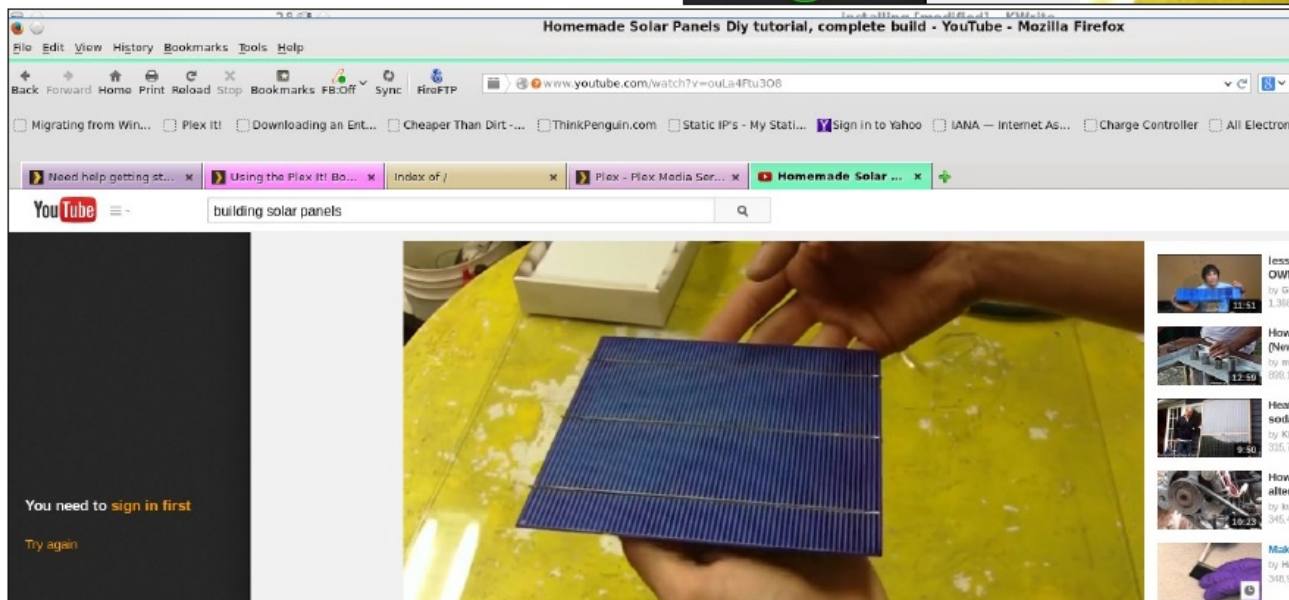 Homemade Solar Panels Diy tutorial, complete build - YouTube - Mozilla Firefox
File Edit View History Bookmarks Tools Help
Back Forward Home Print Reload Stop Bookmarks FB:Off Sync FireFTP
www.youtube.com/watch?v=ouLa4Ftu3O8
Migrating from Win... Plex It! Downloading an Ent... Cheaper Than Dirt -... ThinkPenguin.com Static IP's - My Stati... Sign in to Yahoo IANA — Internet As... Charge Controller All Electron
Need help getting st... Using the Plex It! Bo... Index of / Plex - Plex Media Ser... Homemade Solar ...
YouTube building solar panels
11:51
12:59
9:50
You need to sign in first
10:23
Try again